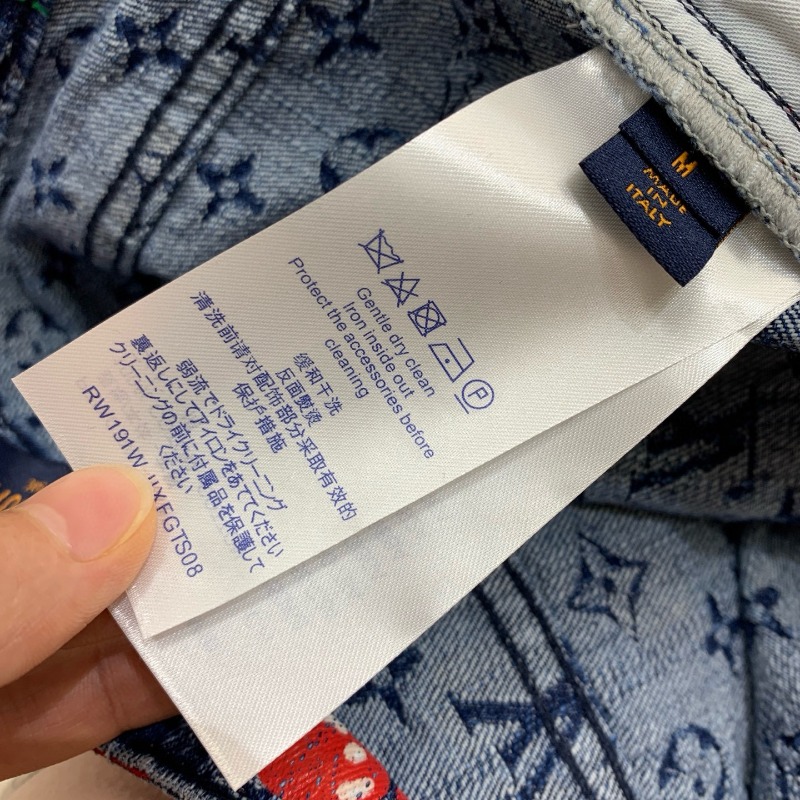 M
MADE
IN
ITALY
Gentle dry clean
Iron inside out
Protect the accessories before
cleaning
缓和干洗
反面熨烫
清洗前请对配饰部分采取有效的
保护措施
弱流でドライクリーニング
裏返しにしてアイロンをあててください
クリーニングの前に付属品を保護して
ください
P